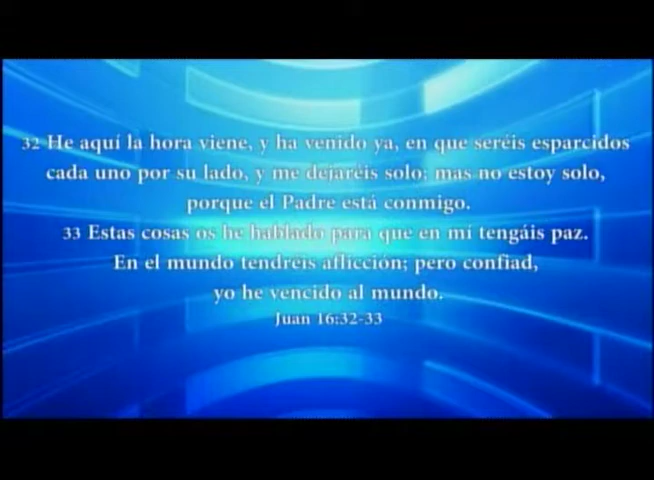 32 He aquí la hora viene, y ha venido ya, en que seréis esparcidos
cada uno por su lado, y me dejaréis solo; mas no estoy solo,
porque el Padre está conmigo.
33 Estas cosas os he hablado para que en mí tengáis paz.
En el mundo tendréis aflicción; pero confiad,
yo he vencido al mundo.
Juan 16:32-33